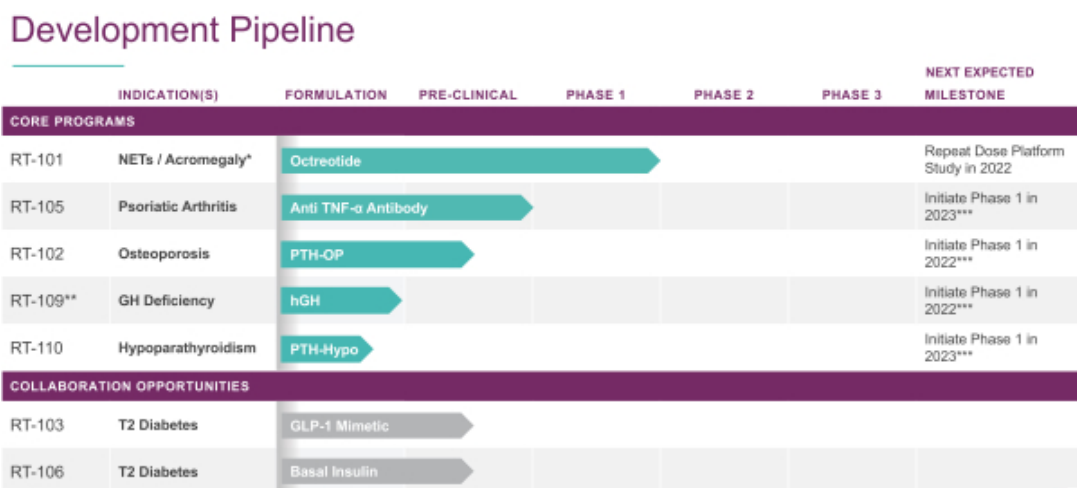 Development Pipeline
NEXT EXPECTED
INDICATION(S) FORMULATION PRE-CLINICAL PHASE 1 PHASE 2 PHASE 3 MILESTONE
CORE PROGRAMS
RT-101 NETs / Acromegaly* Octreotide Repeat Dose Platform
Study in 2022
RT-105 Psoriatic Arthritis Anti TNF-α Antibody Initiate Phase 1 in
2023***
RT-102 Osteoporosis PTH-OP Initiate Phase 1 in
2022***
RT-109** GH Deficiency hGH Initiate Phase 1 in
2022***
RT-110 Hypoparathyroidism PTH-Hypo Initiate Phase 1 in
2023***
COLLABORATION OPPORTUNITIES
RT-103 T2 Diabetes GLP-1 Mimetic
RT-106 T2 Diabetes Basal Insulin